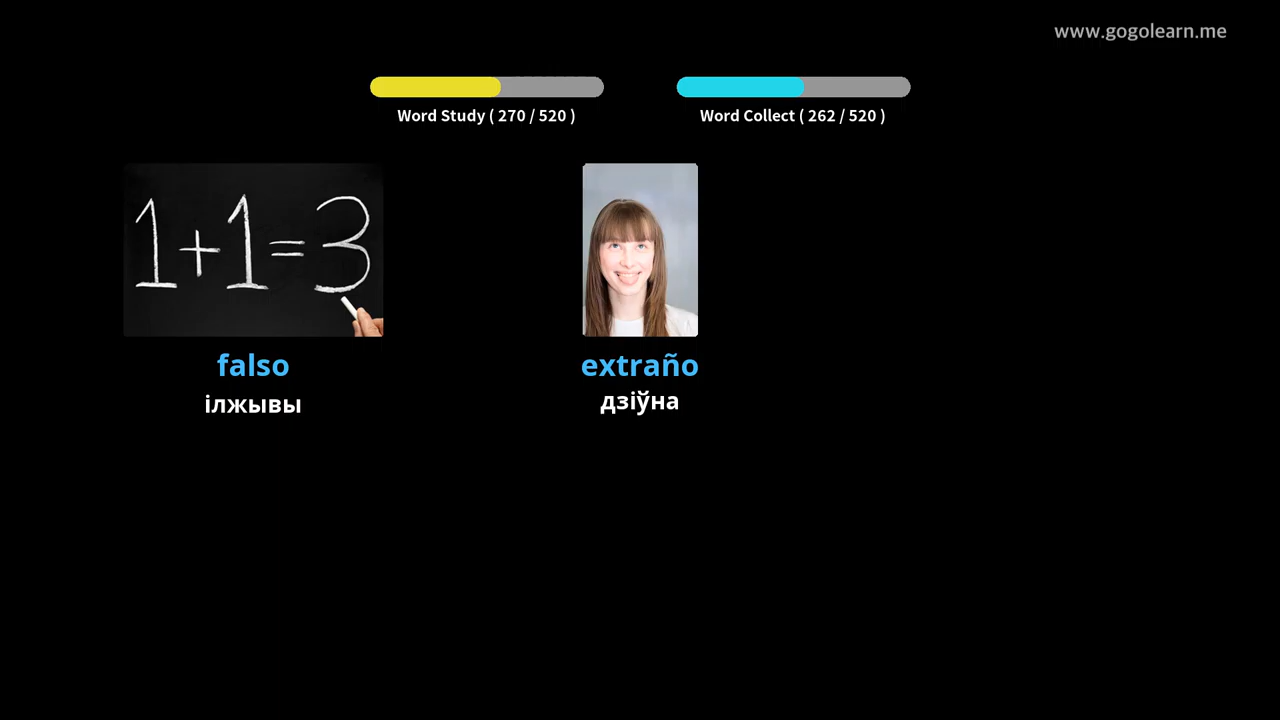 www.gogolearn.me
Word Study ( 270 / 520 )
Word Collect ( 262 / 520 )
1+1=3
falso
ілжывы
extraño
дзіўна